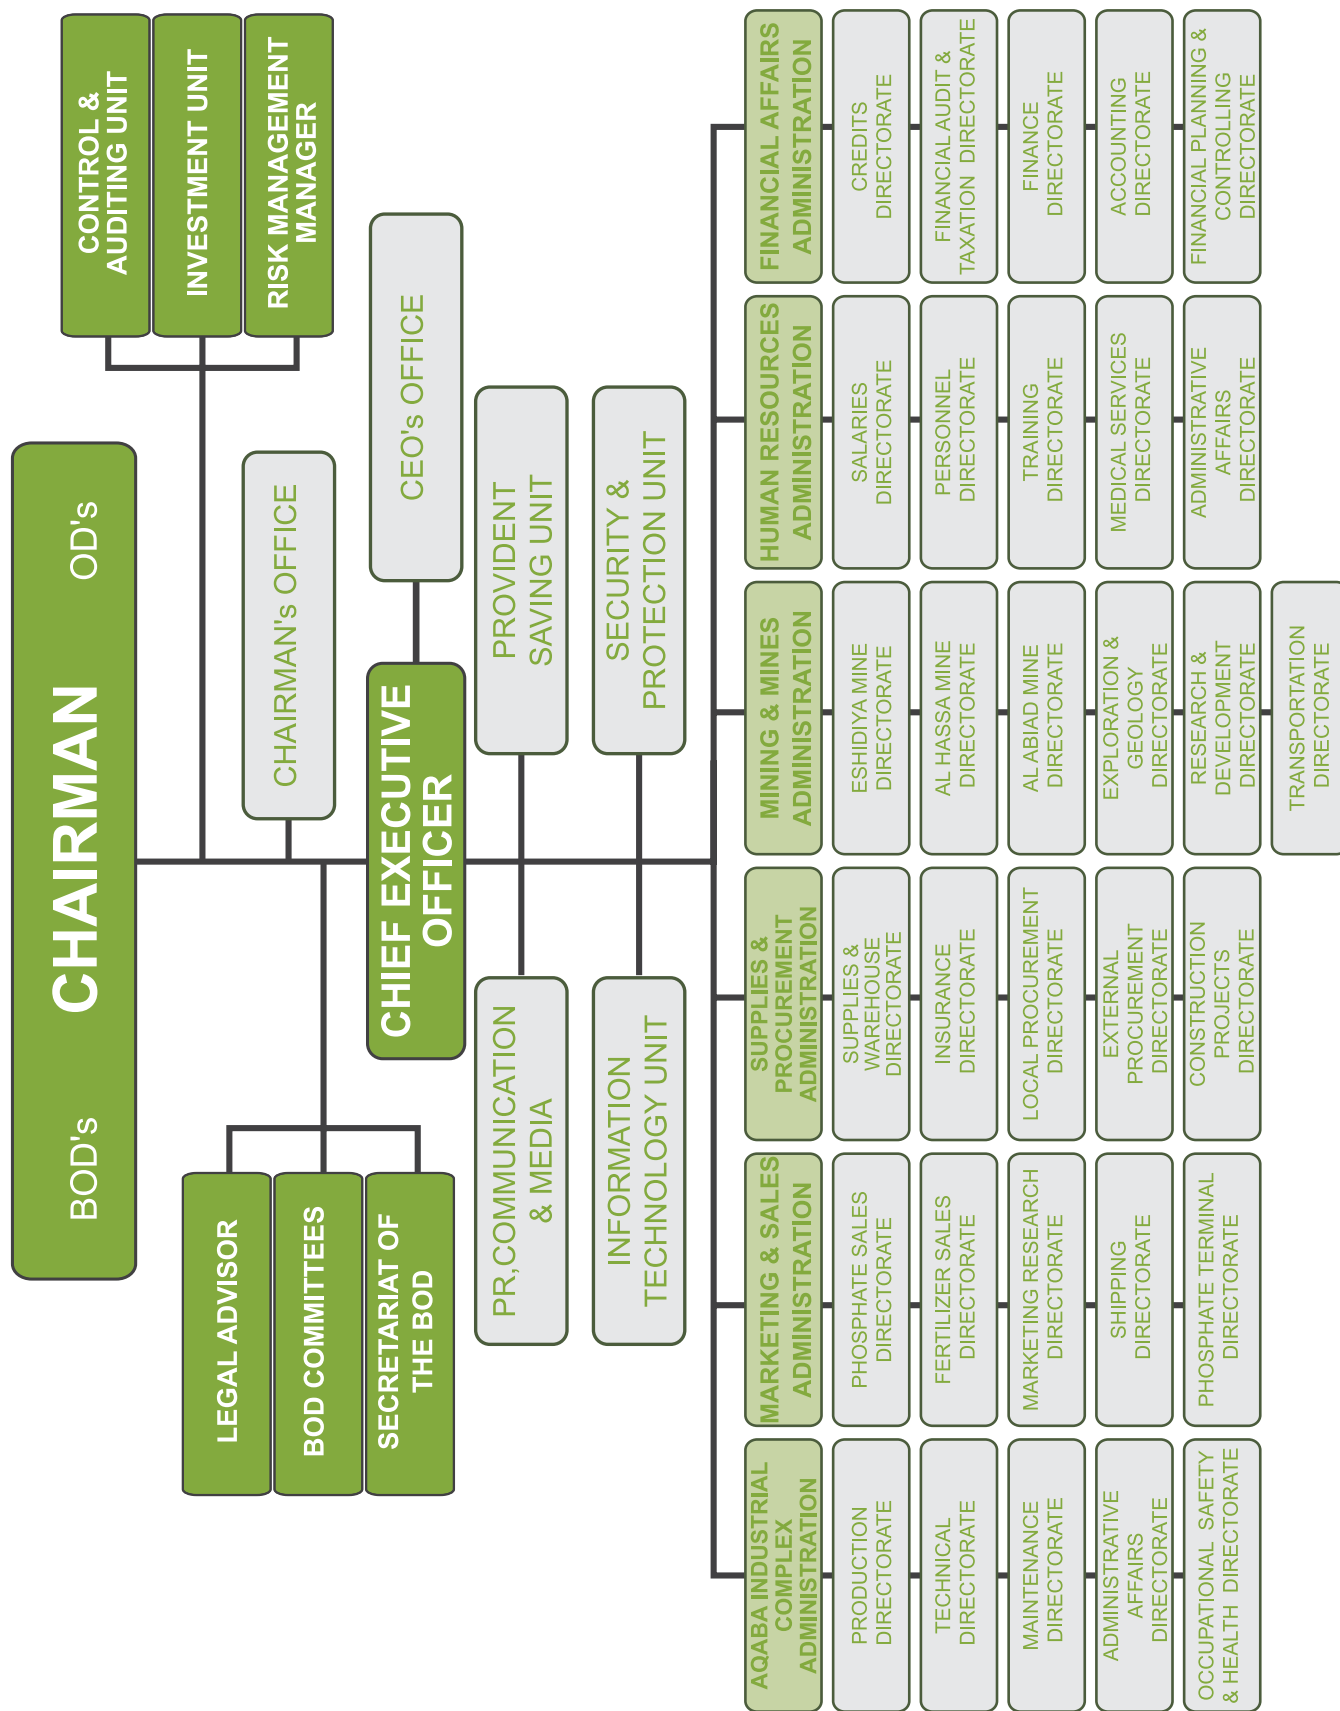 BOD's
CHAIRMAN
OD's
LEGAL ADVISOR
BOD COMMITTEES
SECRETARIAT OF
THE BOD
CONTROL &
AUDITING UNIT
INVESTMENT UNIT
RISK MANAGEMENT
MANAGER
CHAIRMAN's OFFICE
CHIEF EXECUTIVE
OFFICER
CEO's OFFICE
PR,COMMUNICATION
& MEDIA
PROVIDENT
SAVING UNIT
INFORMATION
TECHNOLOGY UNIT
SECURITY &
PROTECTION UNIT
AQABA INDUSTRIAL
COMPLEX
ADMINISTRATION
PRODUCTION
DIRECTORATE
TECHNICAL
DIRECTORATE
MAINTENANCE
DIRECTORATE
ADMINISTRATIVE
AFFAIRS
DIRECTORATE
OCCUPATIONAL SAFETY
& HEALTH DIRECTORATE
MARKETING & SALES
ADMINISTRATION
PHOSPHATE SALES
DIRECTORATE
FERTILIZER SALES
DIRECTORATE
MARKETING RESEARCH
DIRECTORATE
SHIPPING
DIRECTORATE
PHOSPHATE TERMINAL
DIRECTORATE
SUPPLIES &
PROCUREMENT
ADMINISTRATION
SUPPLIES &
WAREHOUSE
DIRECTORATE
INSURANCE
DIRECTORATE
LOCAL PROCUREMENT
DIRECTORATE
EXTERNAL
PROCUREMENT
DIRECTORATE
CONSTRUCTION
PROJECTS
DIRECTORATE
MINING & MINES
ADMINISTRATION
ESHIDIYA MINE
DIRECTORATE
AL HASSA MINE
DIRECTORATE
AL ABIAD MINE
DIRECTORATE
EXPLORATION &
GEOLOGY
DIRECTORATE
RESEARCH &
DEVELOPMENT
DIRECTORATE
TRANSPORTATION
DIRECTORATE
HUMAN RESOURCES
ADMINISTRATION
SALARIES
DIRECTORATE
PERSONNEL
DIRECTORATE
TRAINING
DIRECTORATE
MEDICAL SERVICES
DIRECTORATE
ADMINISTRATIVE
AFFAIRS
DIRECTORATE
FINANCIAL AFFAIRS
ADMINISTRATION
CREDITS
DIRECTORATE
FINANCIAL AUDIT &
TAXATION DIRECTORATE
FINANCE
DIRECTORATE
ACCOUNTING
DIRECTORATE
FINANCIAL PLANNING &
CONTROLLING
DIRECTORATE